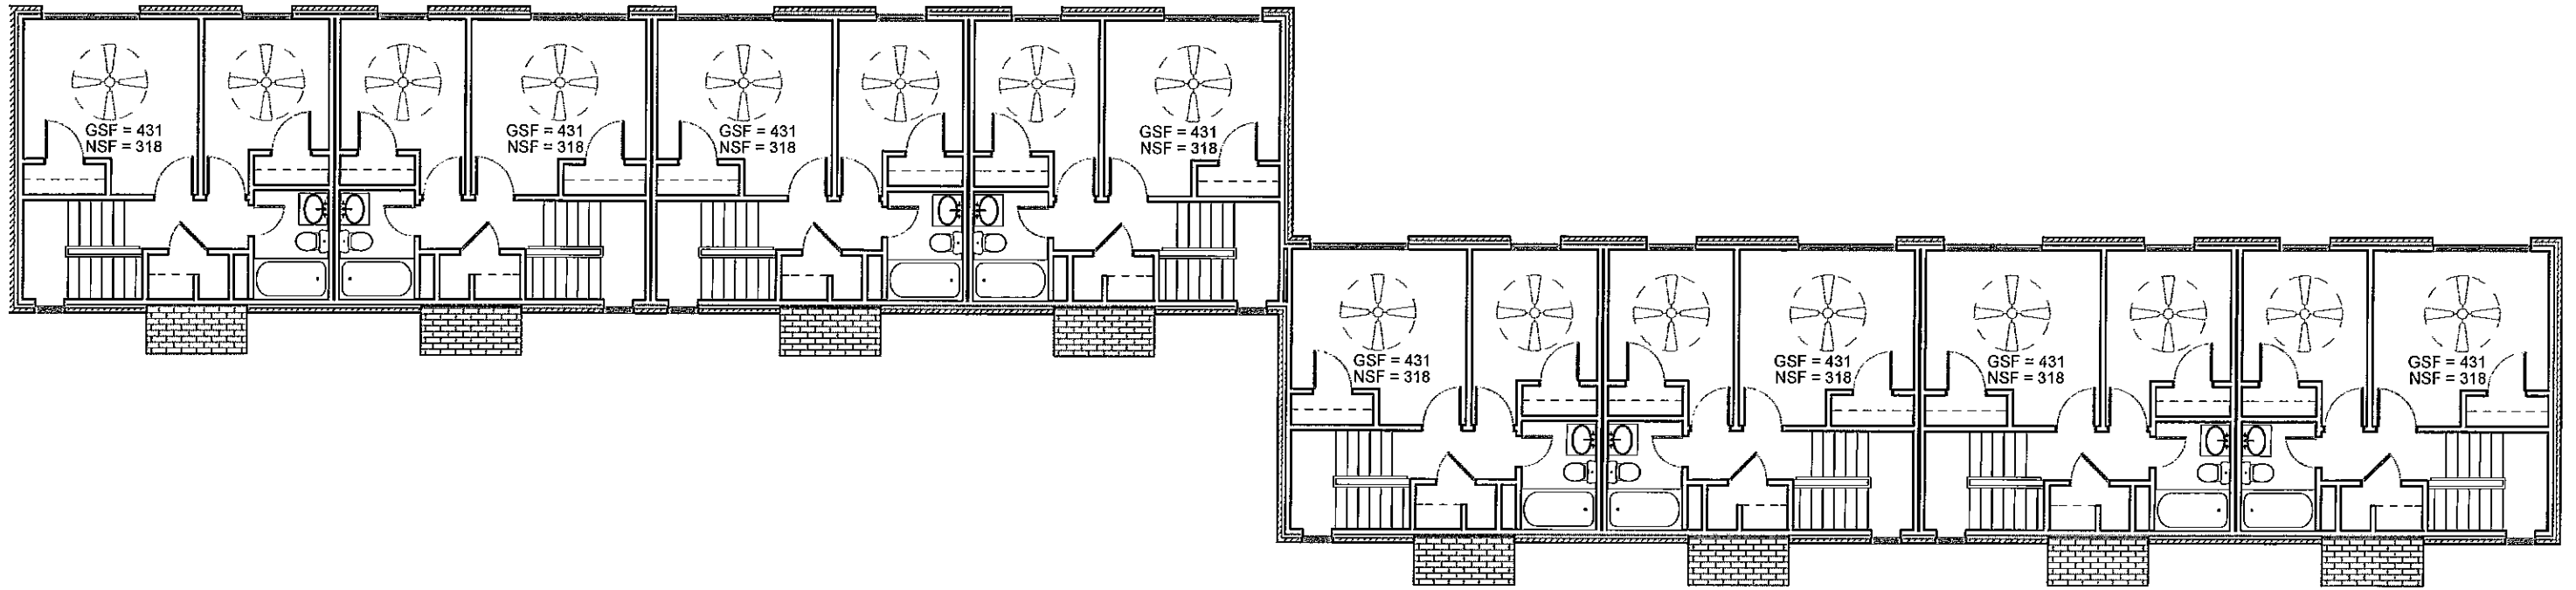 GSF = 431
NSF = 318
GSF = 431
NSF = 318
GSF = 431
NSF = 318
GSF = 431
NSF = 318
GSF = 431
NSF = 318
GSF = 431
NSF = 318
GSF = 431
NSF = 318
GSF = 431
NSF = 318